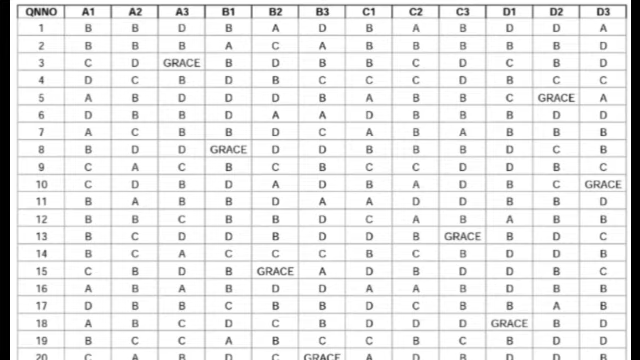 QNNO A1 A2 A3 B1 B2 B3 C1 C2 C3 D1 D2 D3
1 B B D B A D B A B D D A
2 B B B A C A B B B B B D
3 C D GRACE B D B B C D C B D
4 D C B D B C C C D B C C
5 A B D D D B A B B C GRACE A
6 D B B D A A D B B B D D
7 A C B B D C A B A B B B
8 B D D GRACE D D B B B D C B
9 C A C B C B C C D D B C
10 C D B D A D B A D B C GRACE
11 B A B B D A A D D B B D
12 B B C B B D C A B A B B
13 B C D D B D D B GRACE B D C
14 B C A C C C B C B D D B
15 C B D B GRACE A D B D D B C
16 A B A B D D A A B D B B
17 D B B C B B D C B B A B
18 A B C D C B D D D GRACE B D
19 B C C A B C C B C B D D
20 C A B D C GRACE A D B D B B